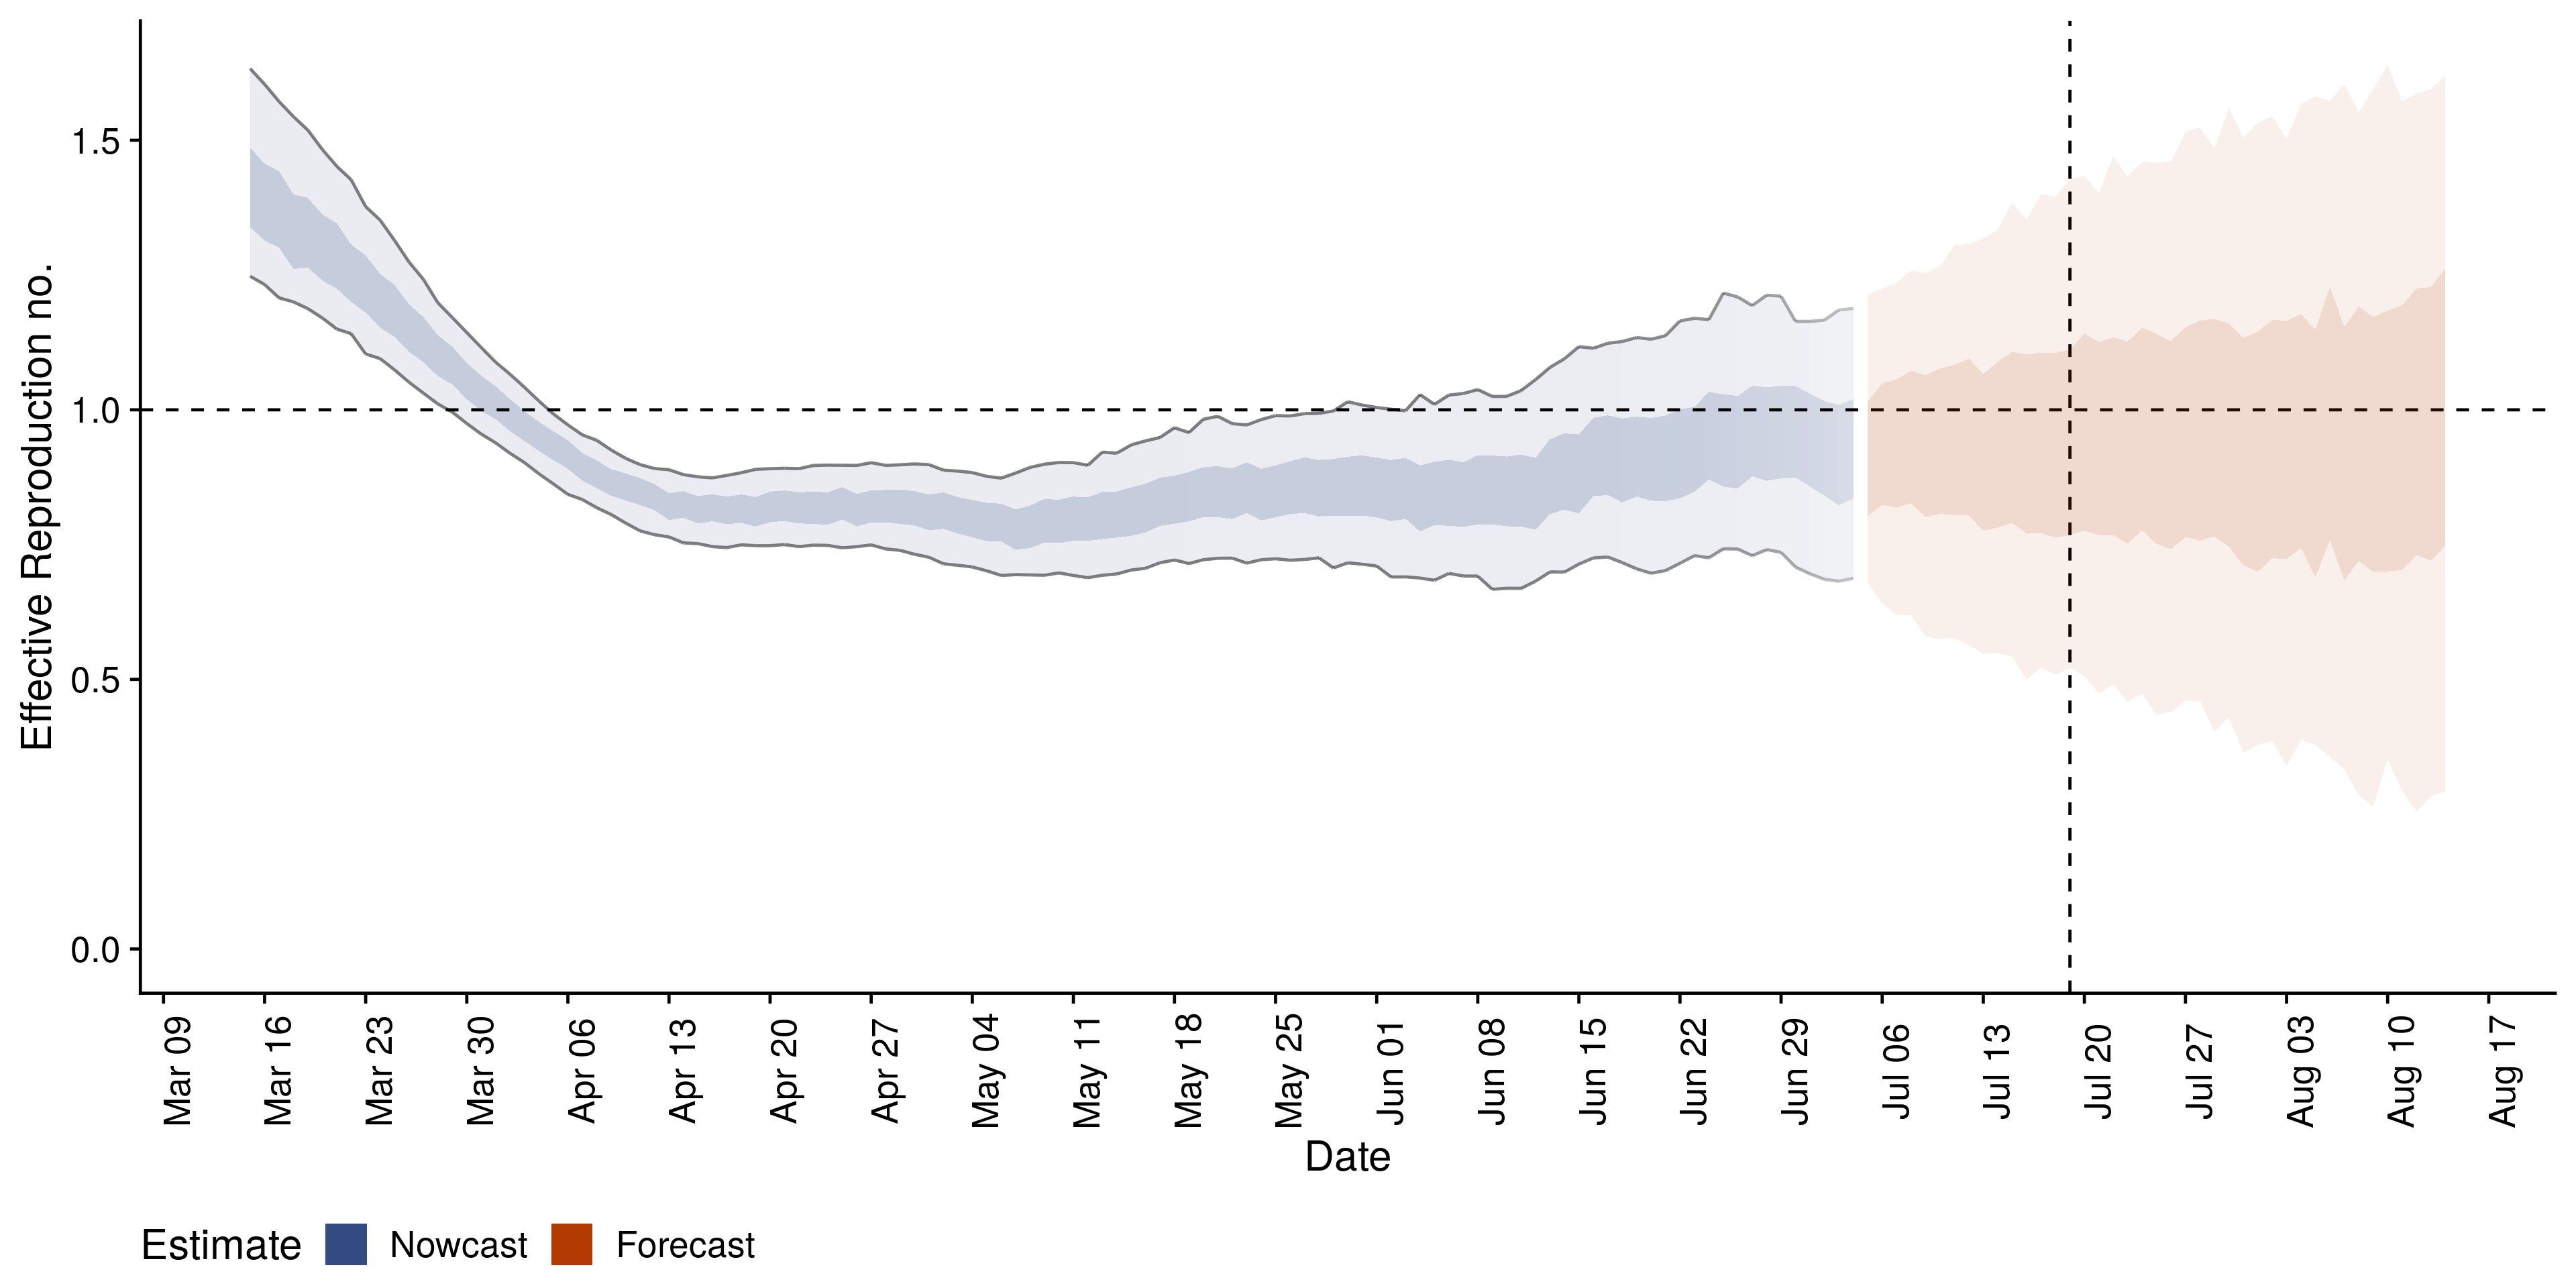 Effective Reproduction no.
1.5
1.0
0.5
0.0
Mar 09
Mar 16
Mar 23
Mar 30
Apr 06
Apr 13
Apr 20
Apr 27
May 04
May 11
May 18
May 25
Jun 01
Jun 08
Jun 15
Jun 22
Jun 29
Jul 06
Jul 13
Jul 20
Jul 27
Aug 03
Aug 10
Aug 17
Date
Estimate Nowcast Forecast